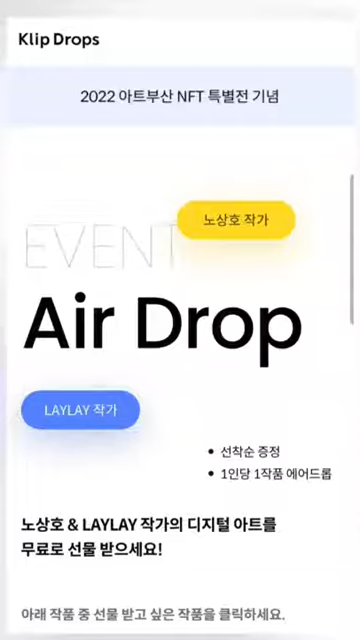 Klip Drops
2022 아트부산 NFT 특별전 기념
노상호 작가
EVENT
Air Drop
LAYLAY 작가
선착순 증정
1인당 1작품 에어드롭
노상호 & LAYLAY 작가의 디지털 아트를
무료로 선물 받으세요!
아래 작품 중 선물 받고 싶은 작품을 클릭하세요.